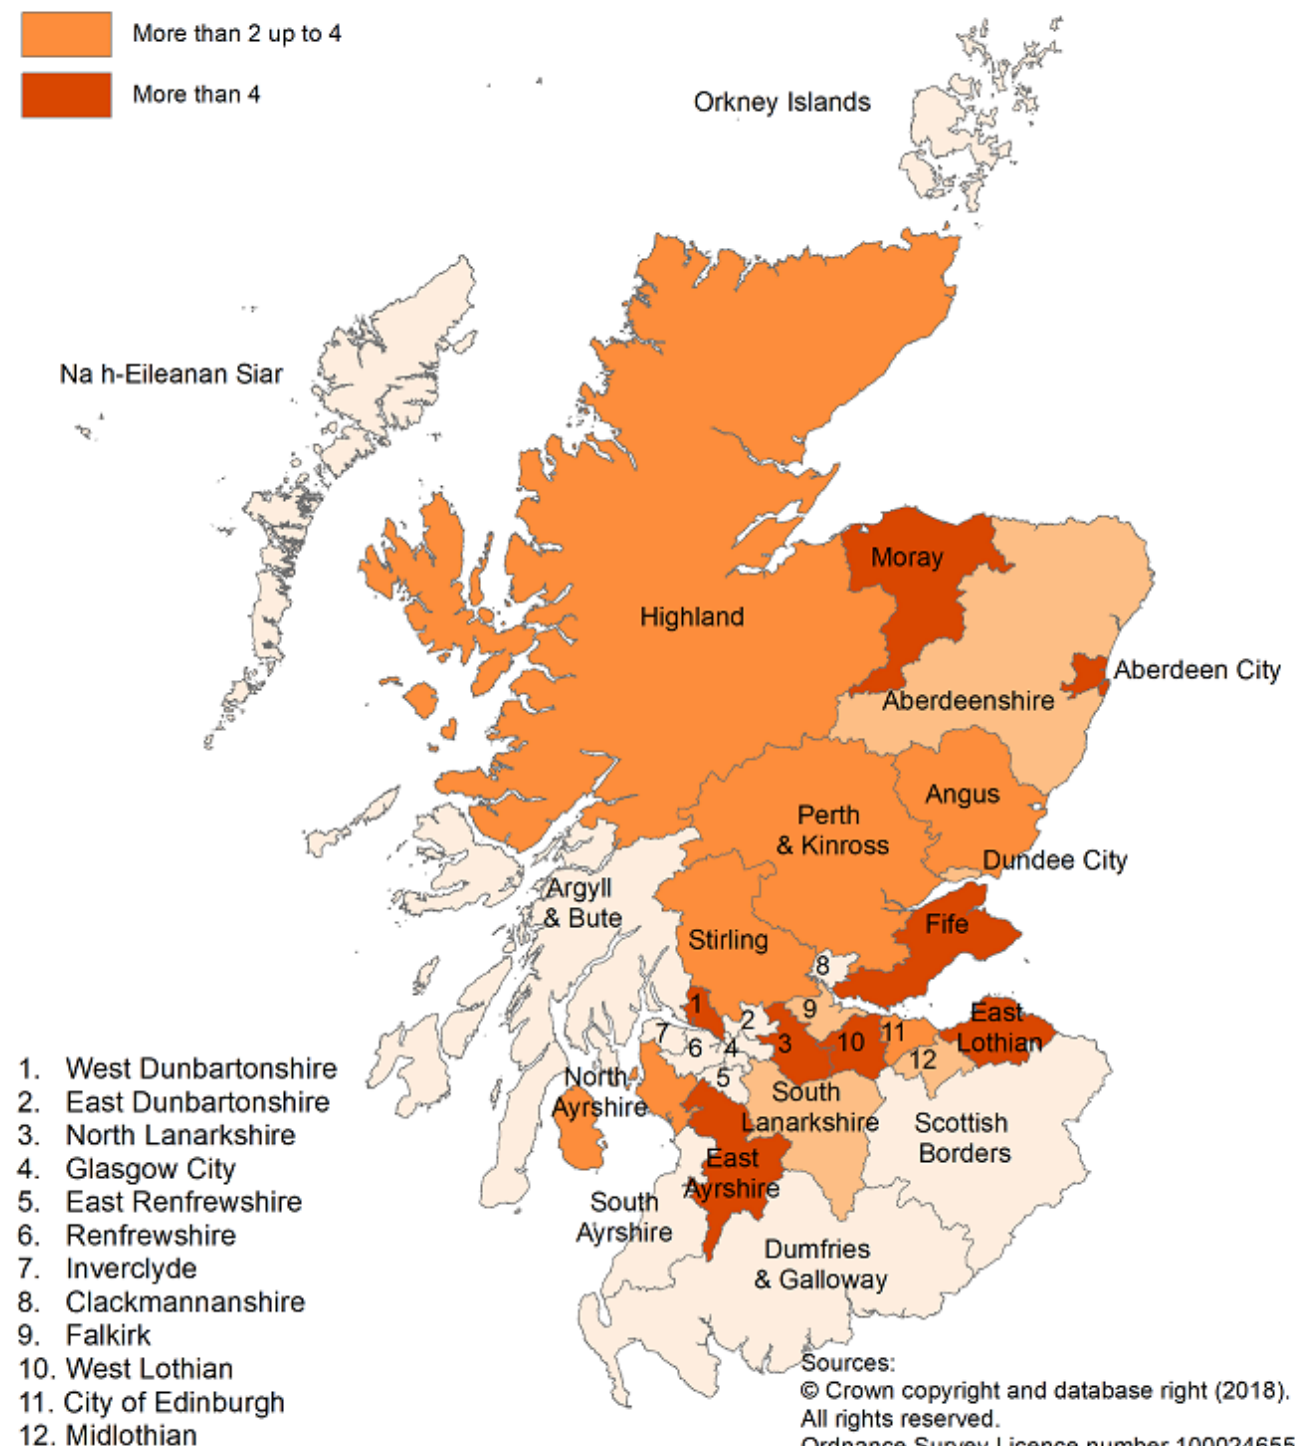 More than 2 up to 4
More than 4
Orkney Islands
Na h-Eileanan Siar
Moray
Highland
Aberdeen City
Aberdeenshire
Angus
Perth
& Kinross
Dundee City
Argyll
& Bute
Fife
Stirling
8
1
9
East
Lothian
2
11
7
3
10
6
4
12
5
North
Ayrshire
South
Lanarkshire
Scottish
Borders
East
Ayrshire
South
Ayrshire
Dumfries
& Galloway
1. West Dunbartonshire
2. East Dunbartonshire
3. North Lanarkshire
4. Glasgow City
5. East Renfrewshire
6. Renfrewshire
7. Inverclyde
8. Clackmannanshire
9. Falkirk
10. West Lothian
11. City of Edinburgh
12. Midlothian
Sources:
© Crown copyright and database right (2018).
All rights reserved.
Ordnance Survey Licence number 100024655